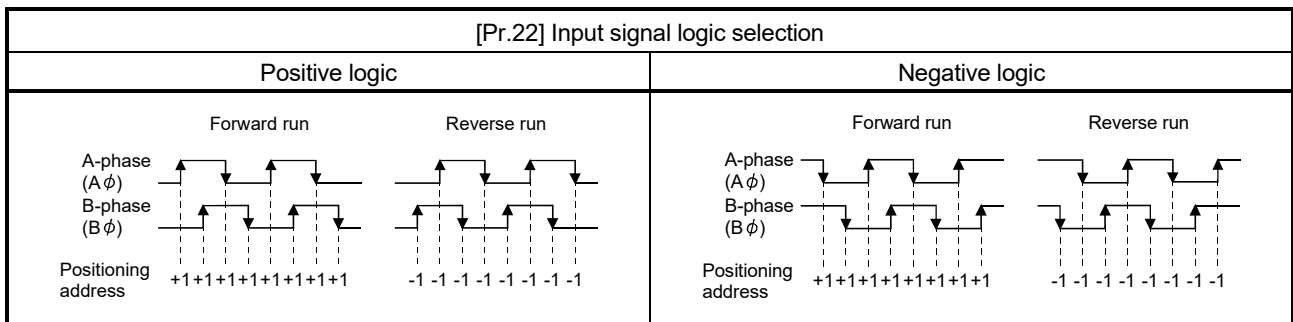 [Pr.22] Input signal logic selection
Positive logic
Negative logic
Forward run
Reverse run
A-phase
(Aϕ)
B-phase
(Bϕ)
Positioning
address
+1+1+1+1+1+1+1+1
-1 -1 -1 -1 -1 -1 -1 -1
Forward run
Reverse run
A-phase
(Aϕ)
B-phase
(Bϕ)
Positioning
address
+1+1+1+1+1+1+1+1
-1 -1 -1 -1 -1 -1 -1 -1